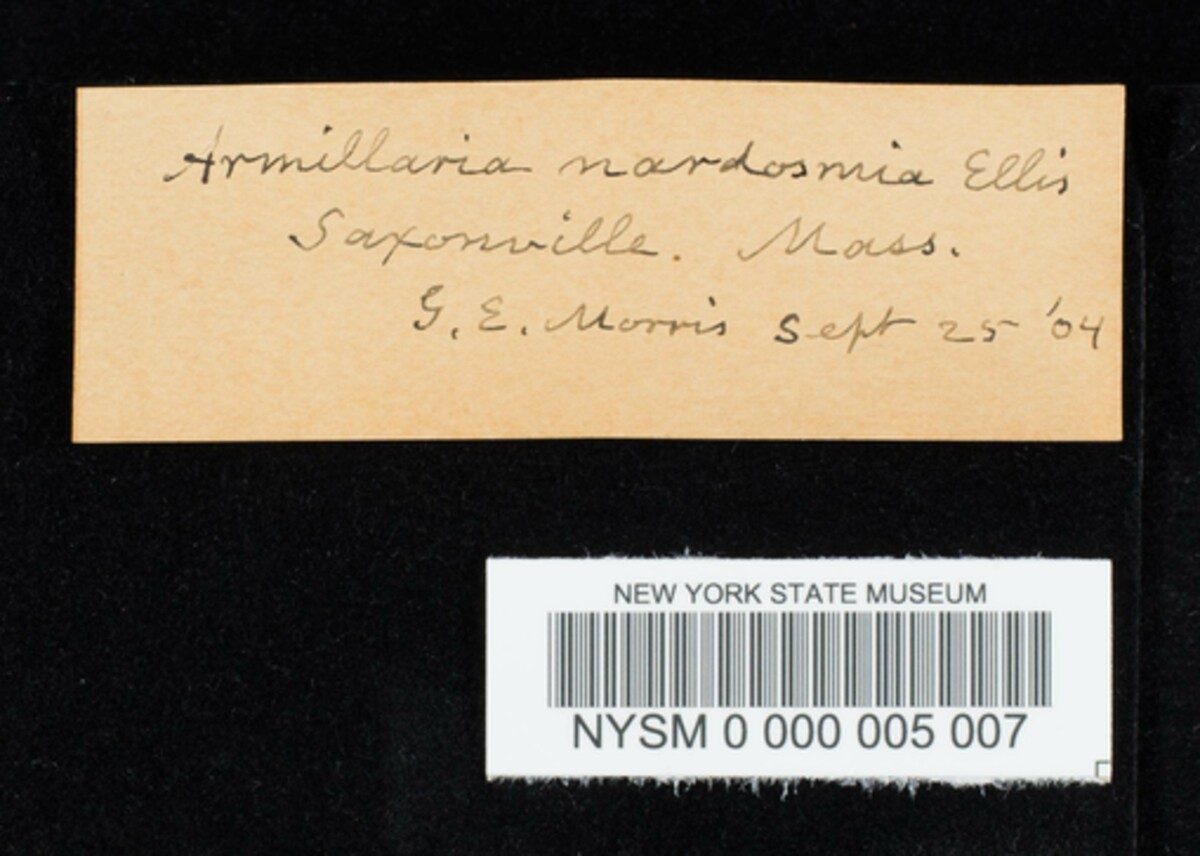 Armillaria nardosmia Ellis
Saxonville. Mass.
G. E. Morris Sept 25 '04
NEW YORK STATE MUSEUM
NYSM 0 000 005 007